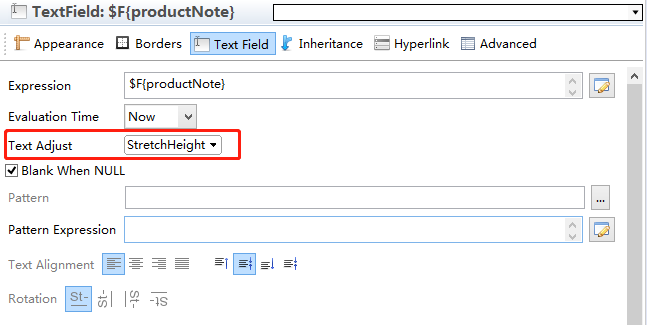 TextField: $F{productNote}
Appearance Borders Text Field Inheritance Hyperlink Advanced
Expression $F{productNote}
Evaluation Time Now
Text Adjust StretchHeight
Blank When NULL
Pattern ...
Pattern Expression
Text Alignment
Rotation St- St- St- St-